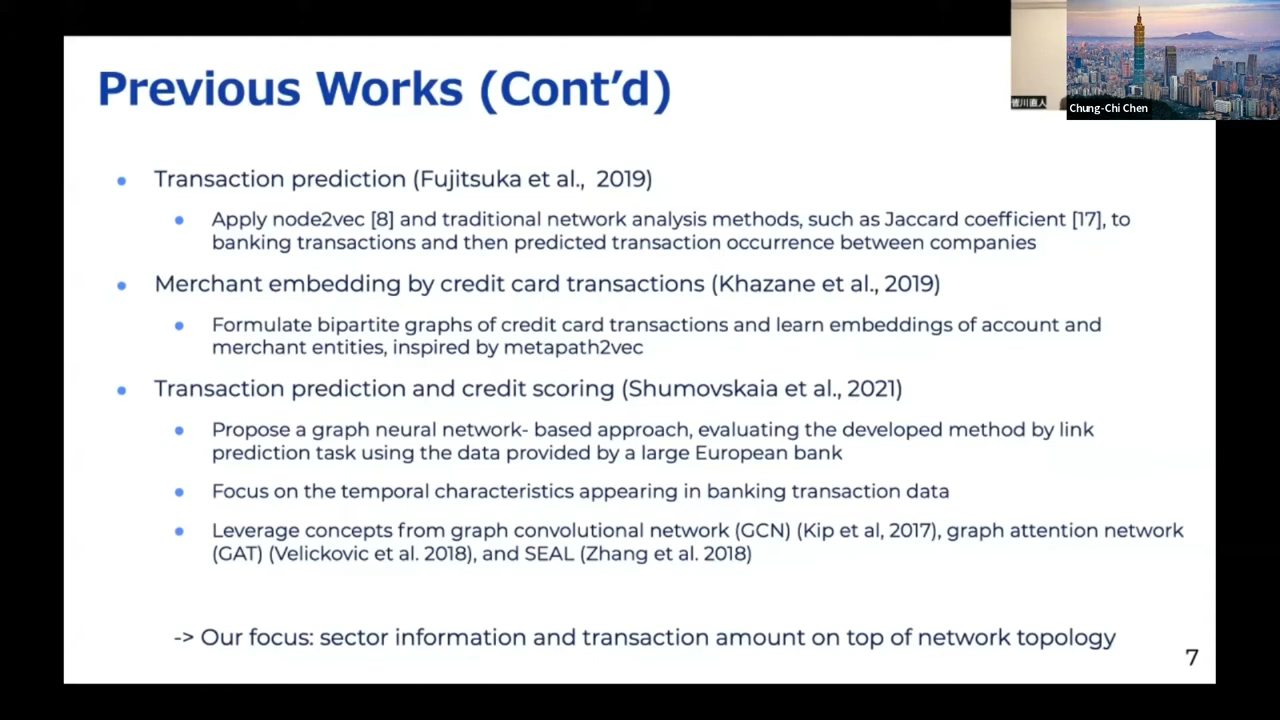 Previous Works (Cont’d)
皆川直人
Chung-Chi Chen
• Transaction prediction (Fujitsuka et al., 2019)
• Apply node2vec [8] and traditional network analysis methods, such as Jaccard coefficient [17], to
banking transactions and then predicted transaction occurrence between companies
• Merchant embedding by credit card transactions (Khazane et al., 2019)
• Formulate bipartite graphs of credit card transactions and learn embeddings of account and
merchant entities, inspired by metapath2vec
• Transaction prediction and credit scoring (Shumovskaia et al., 2021)
• Propose a graph neural network- based approach, evaluating the developed method by link
prediction task using the data provided by a large European bank
• Focus on the temporal characteristics appearing in banking transaction data
• Leverage concepts from graph convolutional network (GCN) (Kip et al, 2017), graph attention network
(GAT) (Velickovic et al. 2018), and SEAL (Zhang et al. 2018)
-> Our focus: sector information and transaction amount on top of network topology
7